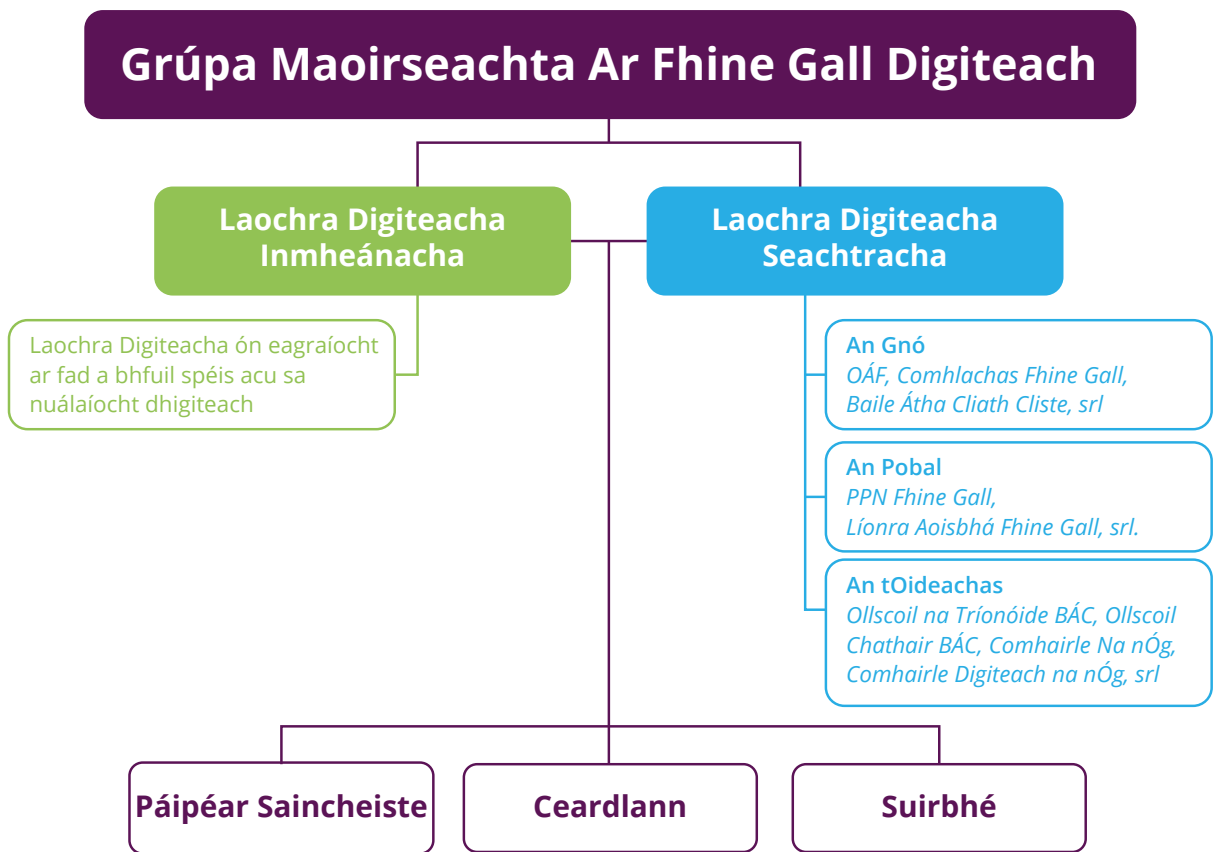 Grúpa Maoirseachta Ar Fhine Gall Digiteach
Laochra Digiteacha
Inmheánacha
Laochra Digiteacha
Seachtracha
Laochra Digiteacha ón eagraíocht
ar fad a bhfuil spéis acu sa
nuálaíocht dhigiteach
An Gnó
OÁF, Comhlachas Fhine Gall,
Baile Átha Cliath Cliste, srl
An Pobal
PPN Fhine Gall,
Líonra Aoisbhá Fhine Gall, srl.
An tOideachas
Ollscoil na Tríonóide BÁC, Ollscoil
Chathair BÁC, Comhairle Na nÓg,
Comhairle Digiteach na nÓg, srl
Páipéar Saincheiste
Ceardlann
Suirbhé